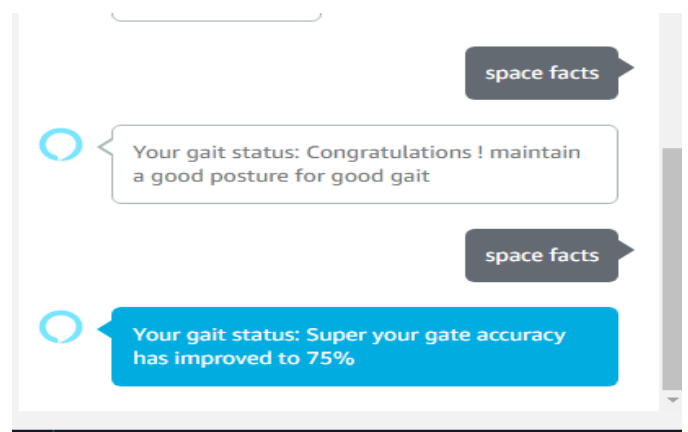 space facts
Your gait status: Congratulations ! maintain
a good posture for good gait
space facts
Your gait status: Super your gate accuracy
has improved to 75%